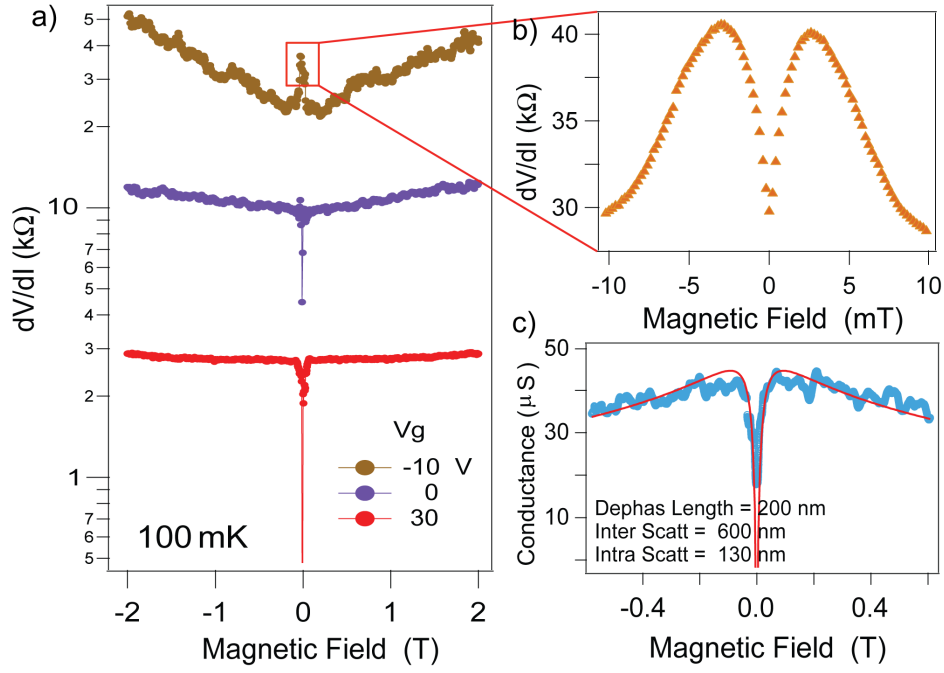 a)
5
4
3
2
10
7
6
5
4
3
2
1
7
6
5
dV/dI (kΩ)
Vg
-10 V
0
30
100 mK
-2 -1 0 1 2
Magnetic Field (T)
b)
40
35
30
dV/dI (kΩ)
-10 -5 0 5 10
Magnetic Field (mT)
c)
50
30
10
Conductance (μ S)
Dephas Length = 200 nm
Inter Scatt = 600 nm
Intra Scatt = 130 nm
-0.4 0.0 0.4
Magnetic Field (T)